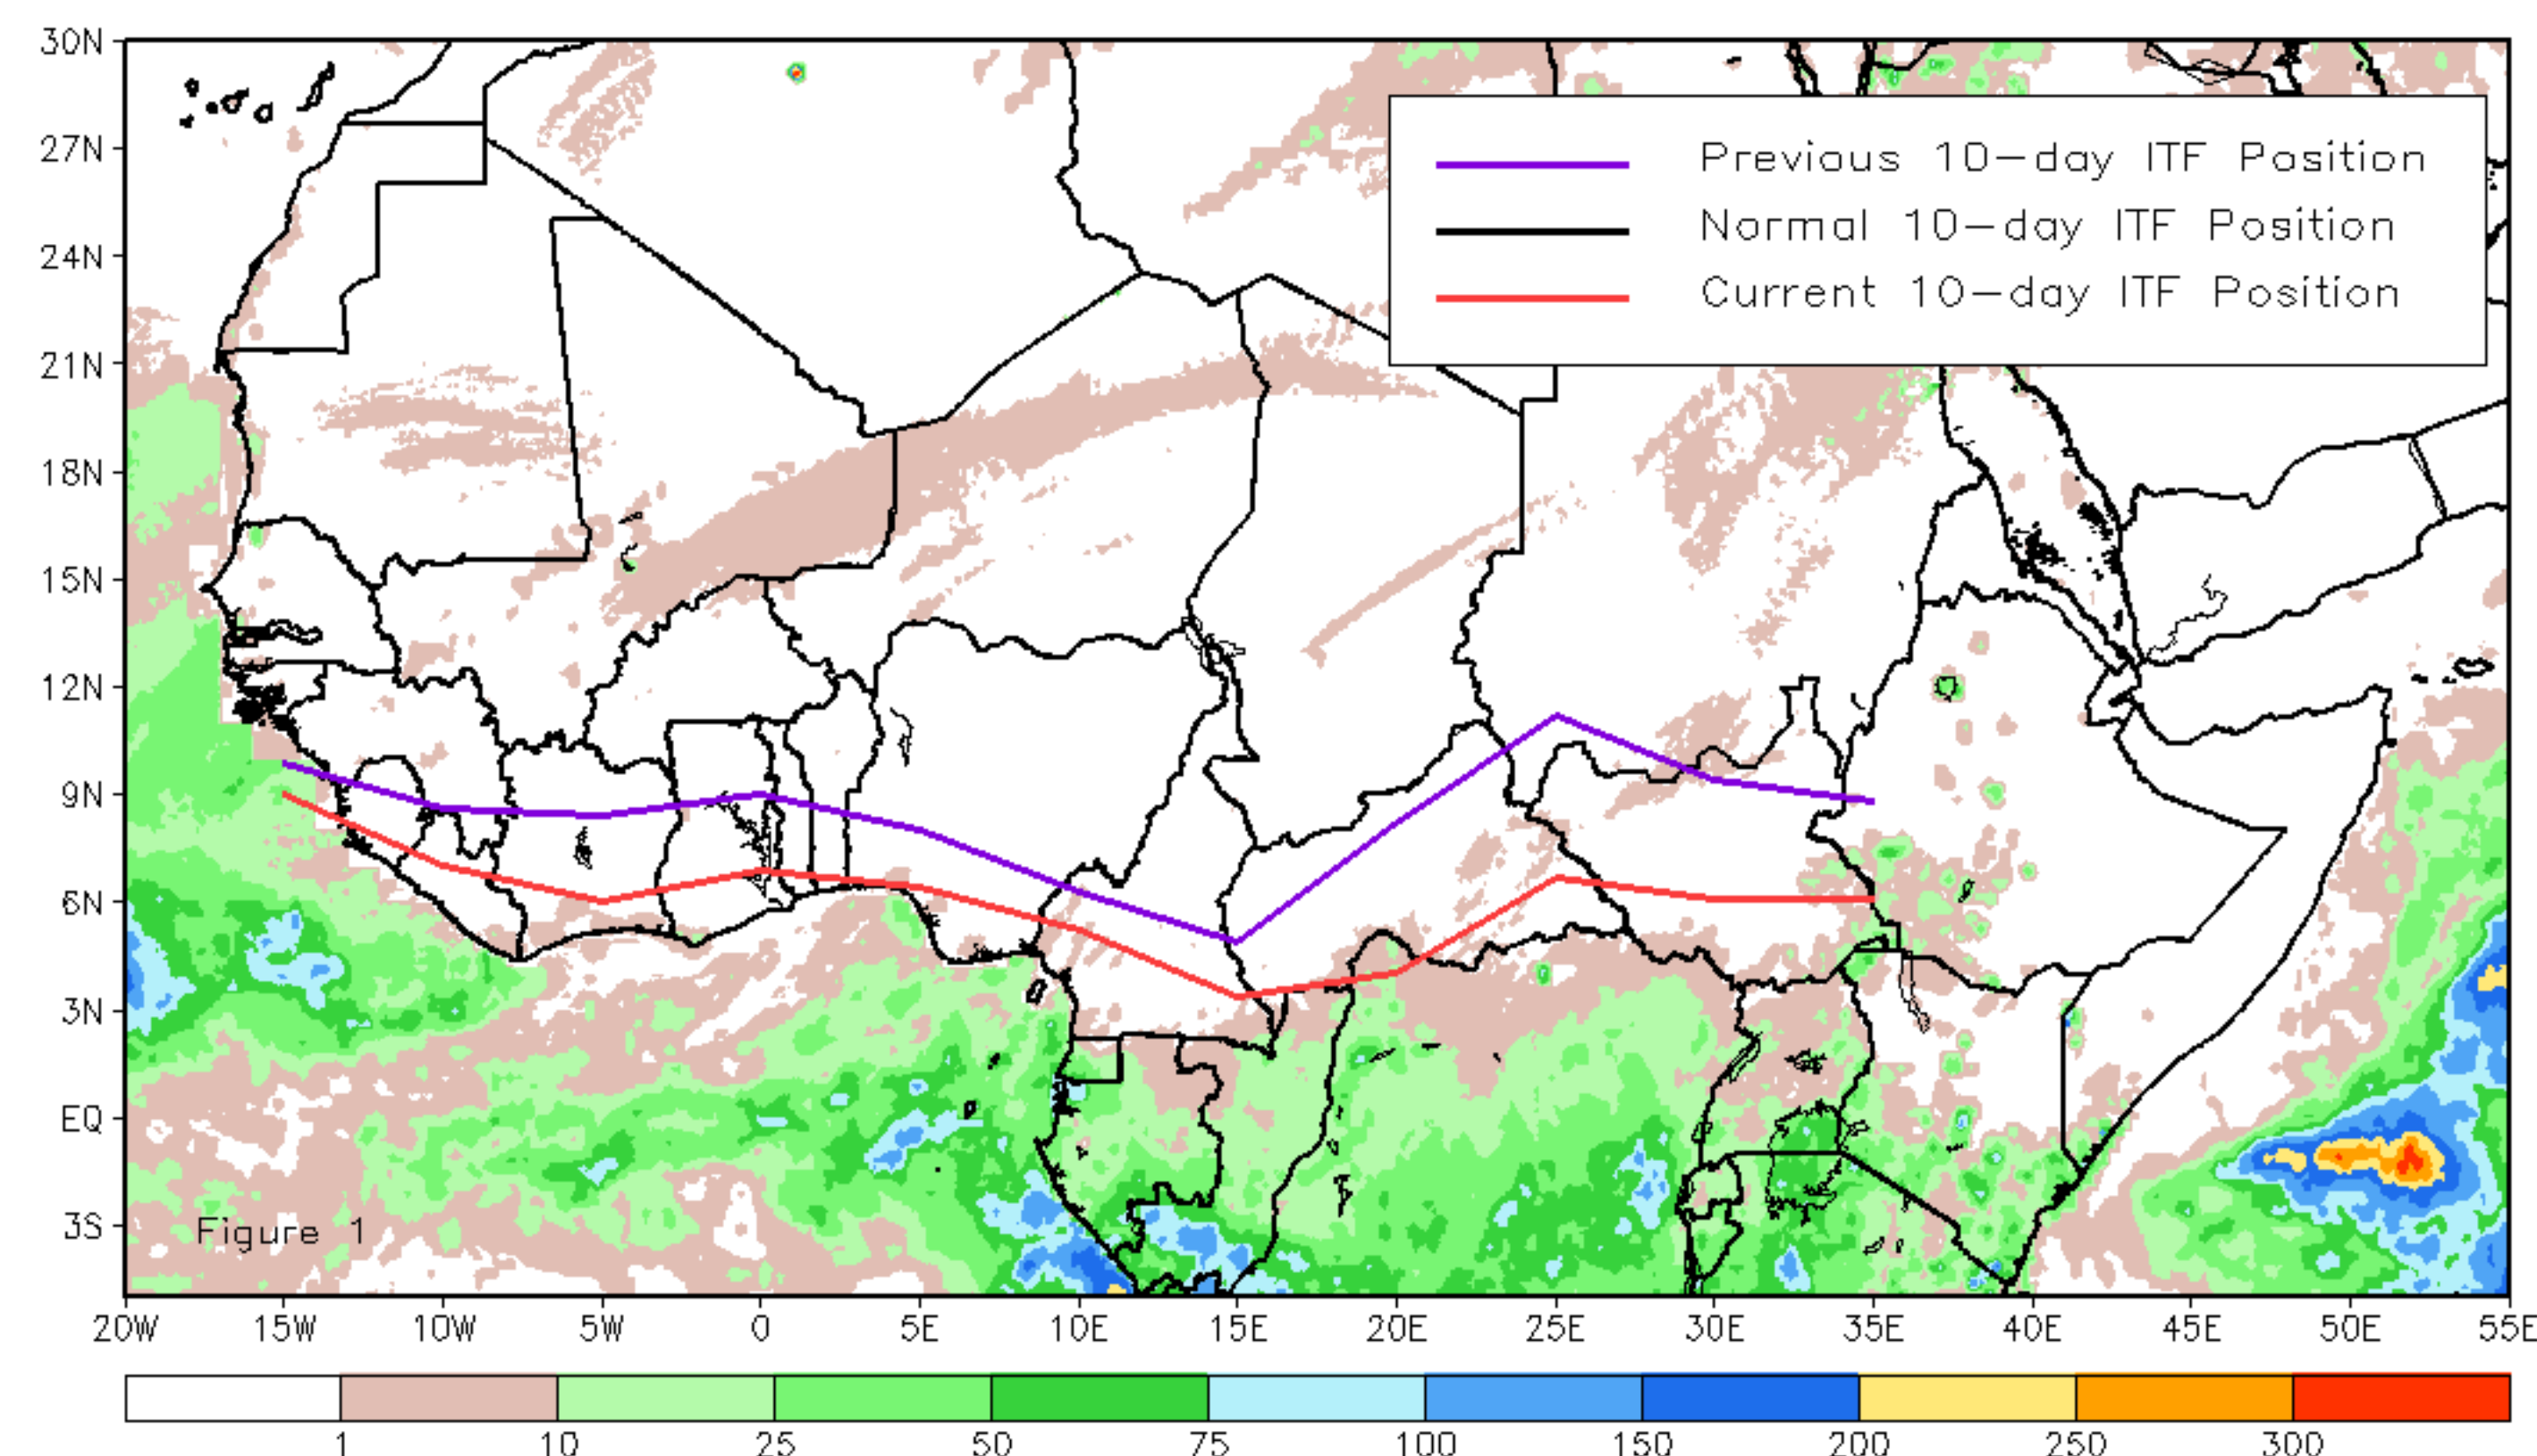 30N
27N
24N
21N
18N
15N
12N
9N
6N
3N
EQ
3S
Previous 10-day ITF Position
Normal 10-day ITF Position
Current 10-day ITF Position
Figure 1
20W 15W 10W 5W 0 5E 10E 15E 20E 25E 30E 35E 40E 45E 50E 55E
1 10 25 50 75 100 150 200 250 300